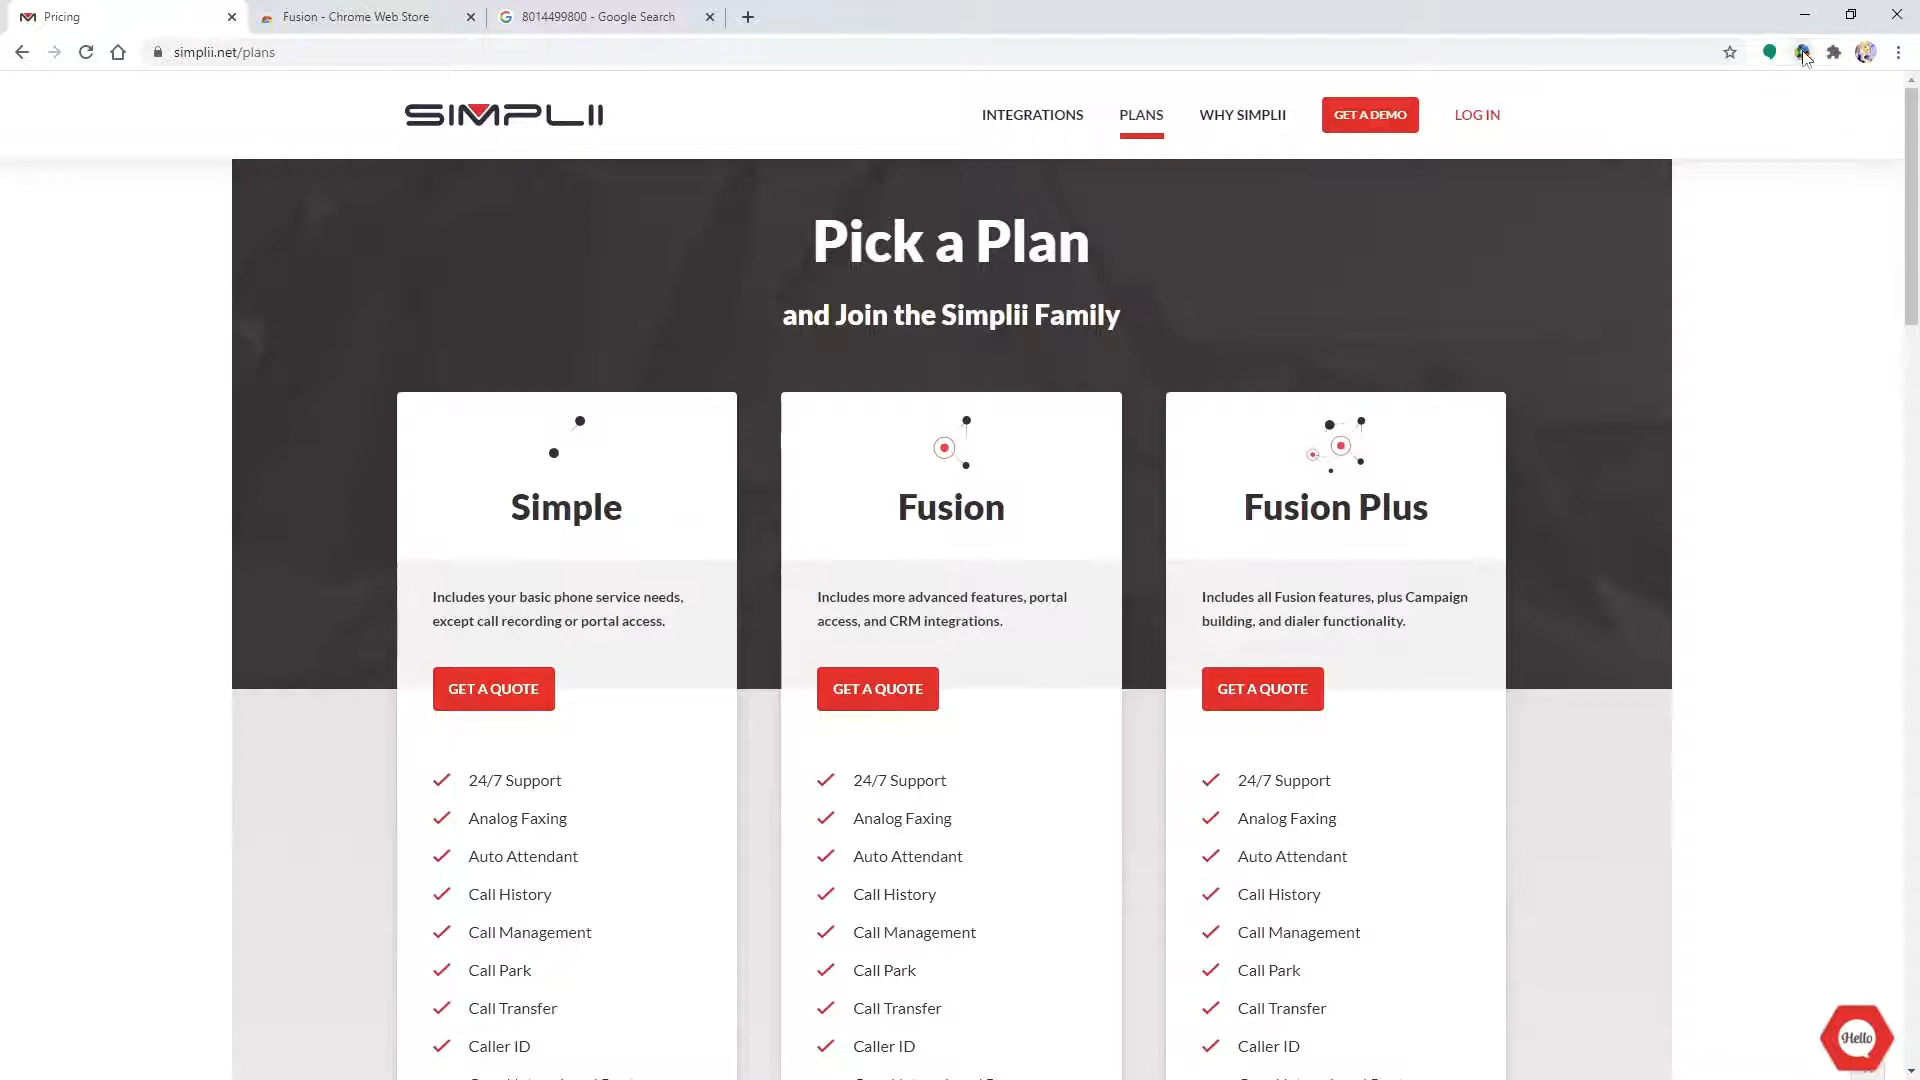 Pricing
Fusion - Chrome Web Store
8014499800 - Google Search
simplii.net/plans
SIMPLII
INTEGRATIONS
PLANS
WHY SIMPLII
GET A DEMO
LOG IN
Pick a Plan
and Join the Simplii Family
Simple
Includes your basic phone service needs,
except call recording or portal access.
GET A QUOTE
24/7 Support
Analog Faxing
Auto Attendant
Call History
Call Management
Call Park
Call Transfer
Caller ID
Fusion
Includes more advanced features, portal
access, and CRM integrations.
GET A QUOTE
24/7 Support
Analog Faxing
Auto Attendant
Call History
Call Management
Call Park
Call Transfer
Caller ID
Fusion Plus
Includes all Fusion features, plus Campaign
building, and dialer functionality.
GET A QUOTE
24/7 Support
Analog Faxing
Auto Attendant
Call History
Call Management
Call Park
Call Transfer
Caller ID
Hello